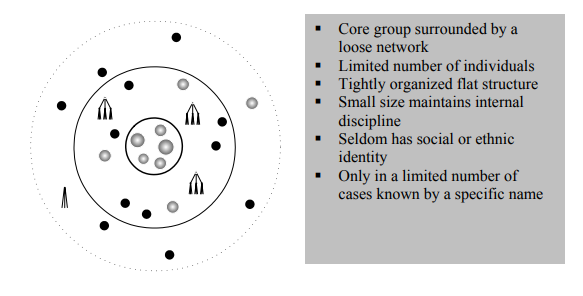 ▪ Core group surrounded by a
loose network
▪ Limited number of individuals
▪ Tightly organized flat structure
▪ Small size maintains internal
discipline
▪ Seldom has social or ethnic
identity
▪ Only in a limited number of
cases known by a specific name